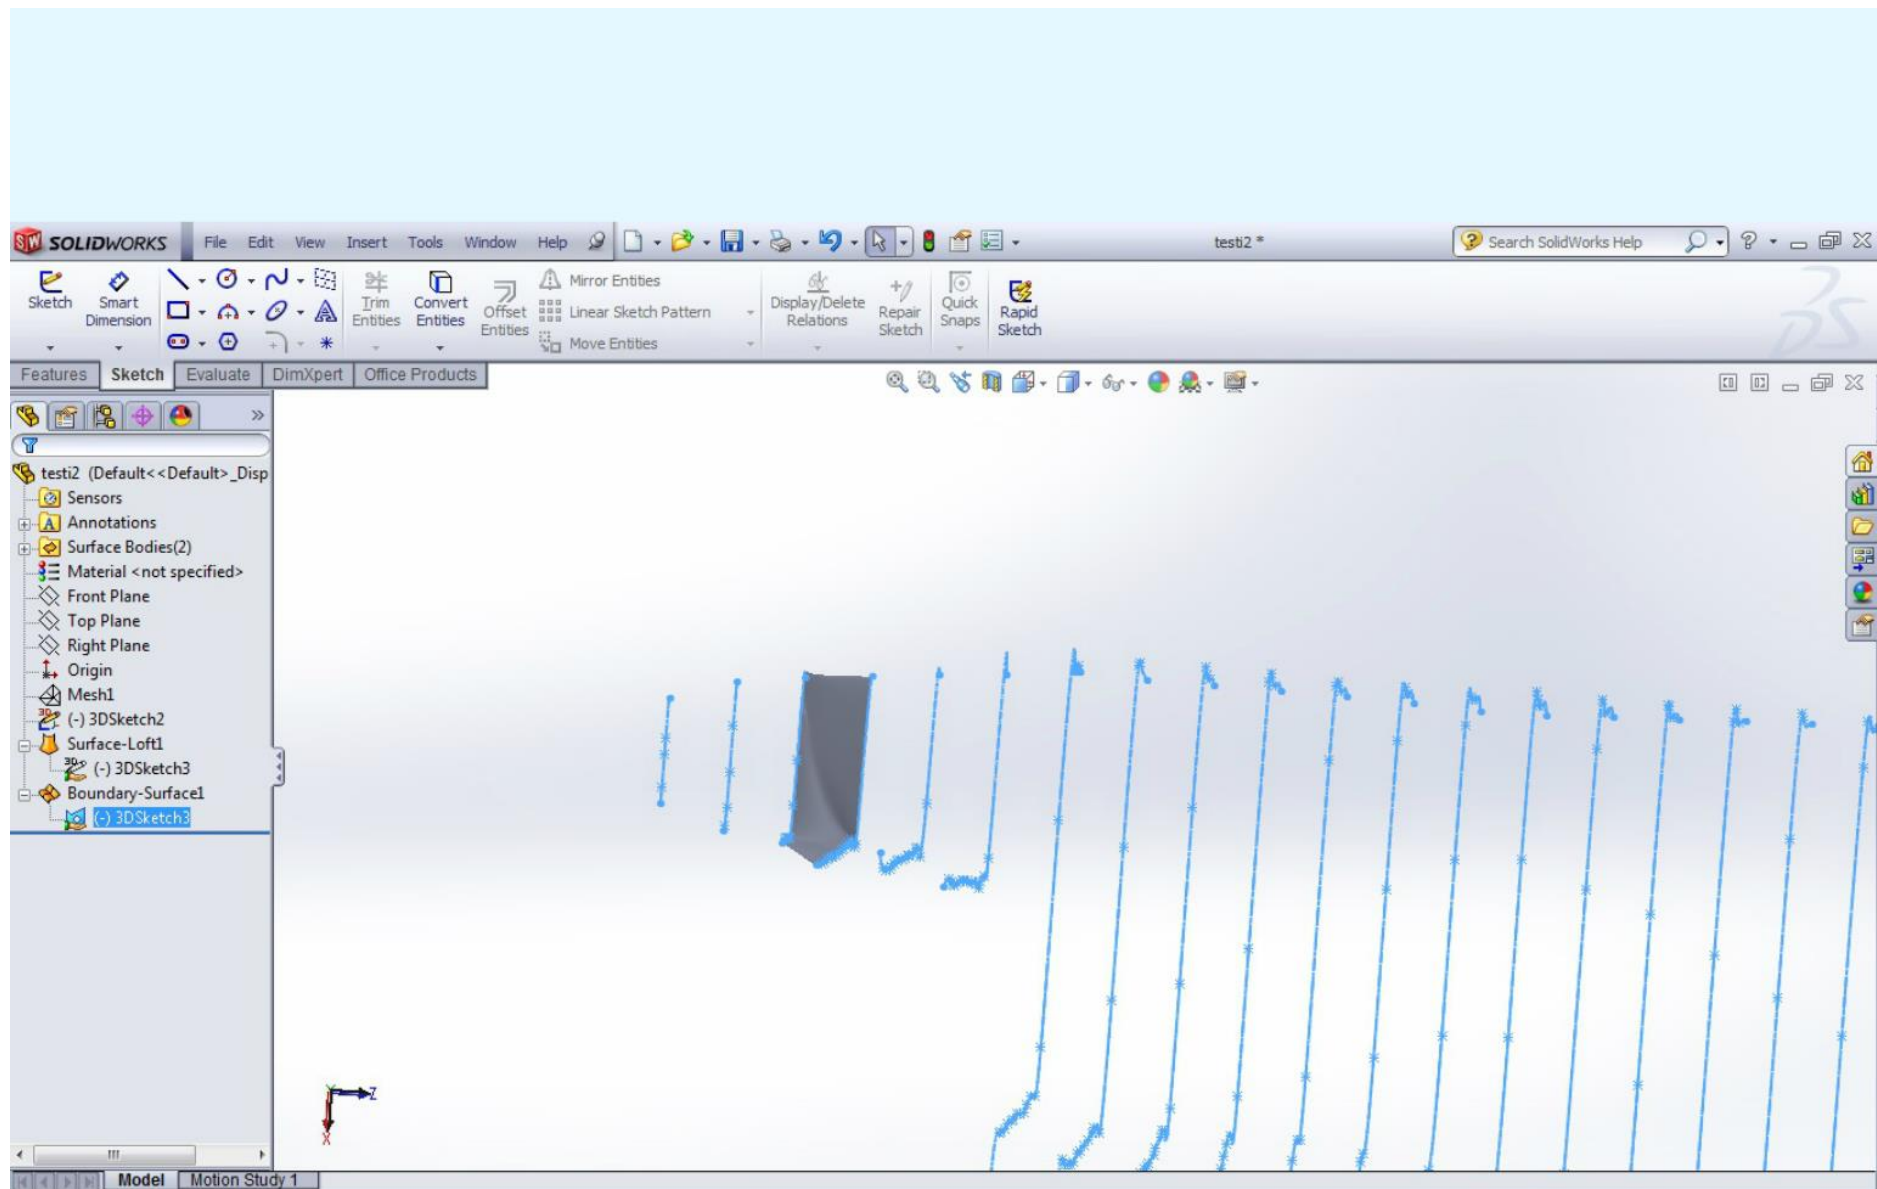 SOLIDWORKS File Edit View Insert Tools Window Help testi2 * Search SolidWorks Help
Sketch
Smart Dimension
Trim Entities
Convert Entities
Offset Entities
Mirror Entities
Linear Sketch Pattern
Move Entities
Display/Delete Relations
Repair Sketch
Quick Snaps
Rapid Sketch
Features Sketch Evaluate DimXpert Office Products
testi2 (Default<<Default>_Disp
Sensors
Annotations
Surface Bodies(2)
Material <not specified>
Front Plane
Top Plane
Right Plane
Origin
Mesh1
(-) 3DSketch2
Surface-Loft1
(-) 3DSketch3
Boundary-Surface1
(-) 3DSketch3
Z
X
Model Motion Study 1